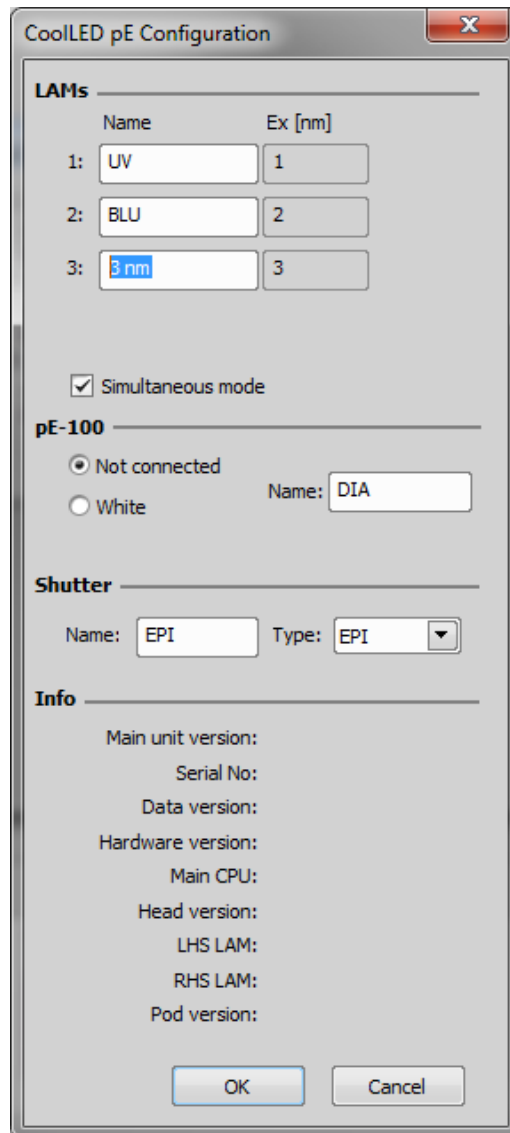 CoolLED pE Configuration
LAMs
Name Ex [nm]
1: UV 1
2: BLU 2
3: 3 nm 3
Simultaneous mode
pE-100
Not connected
Name: DIA
White
Shutter
Name: EPI Type: EPI
Info
Main unit version:
Serial No:
Data version:
Hardware version:
Main CPU:
Head version:
LHS LAM:
RHS LAM:
Pod version:
OK Cancel